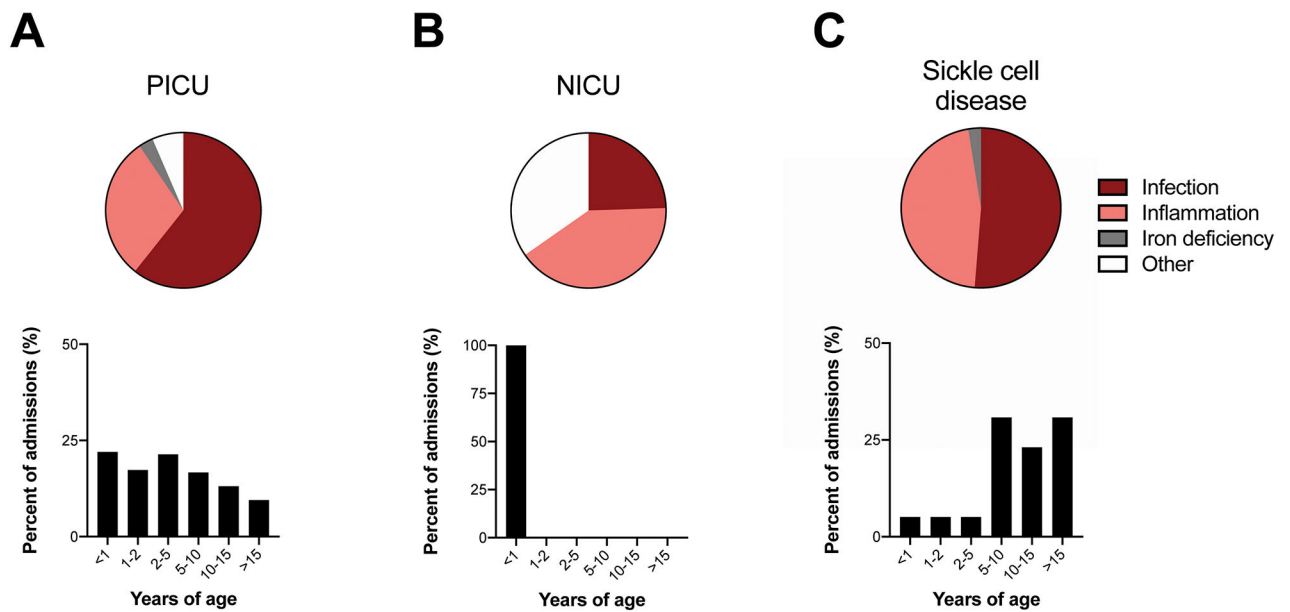 A
B
C
PICU
NICU
Sickle cell
disease
Infection
Inflammation
Iron deficiency
Other
Percent of admissions (%)
50
25
0
<1
1-2
2-5
5-10
10-15
>15
Years of age
Percent of admissions (%)
100
75
50
25
0
<1
1-2
2-5
5-10
10-15
>15
Years of age
Percent of admissions (%)
50
25
0
<1
1-2
2-5
5-10
10-15
>15
Years of age